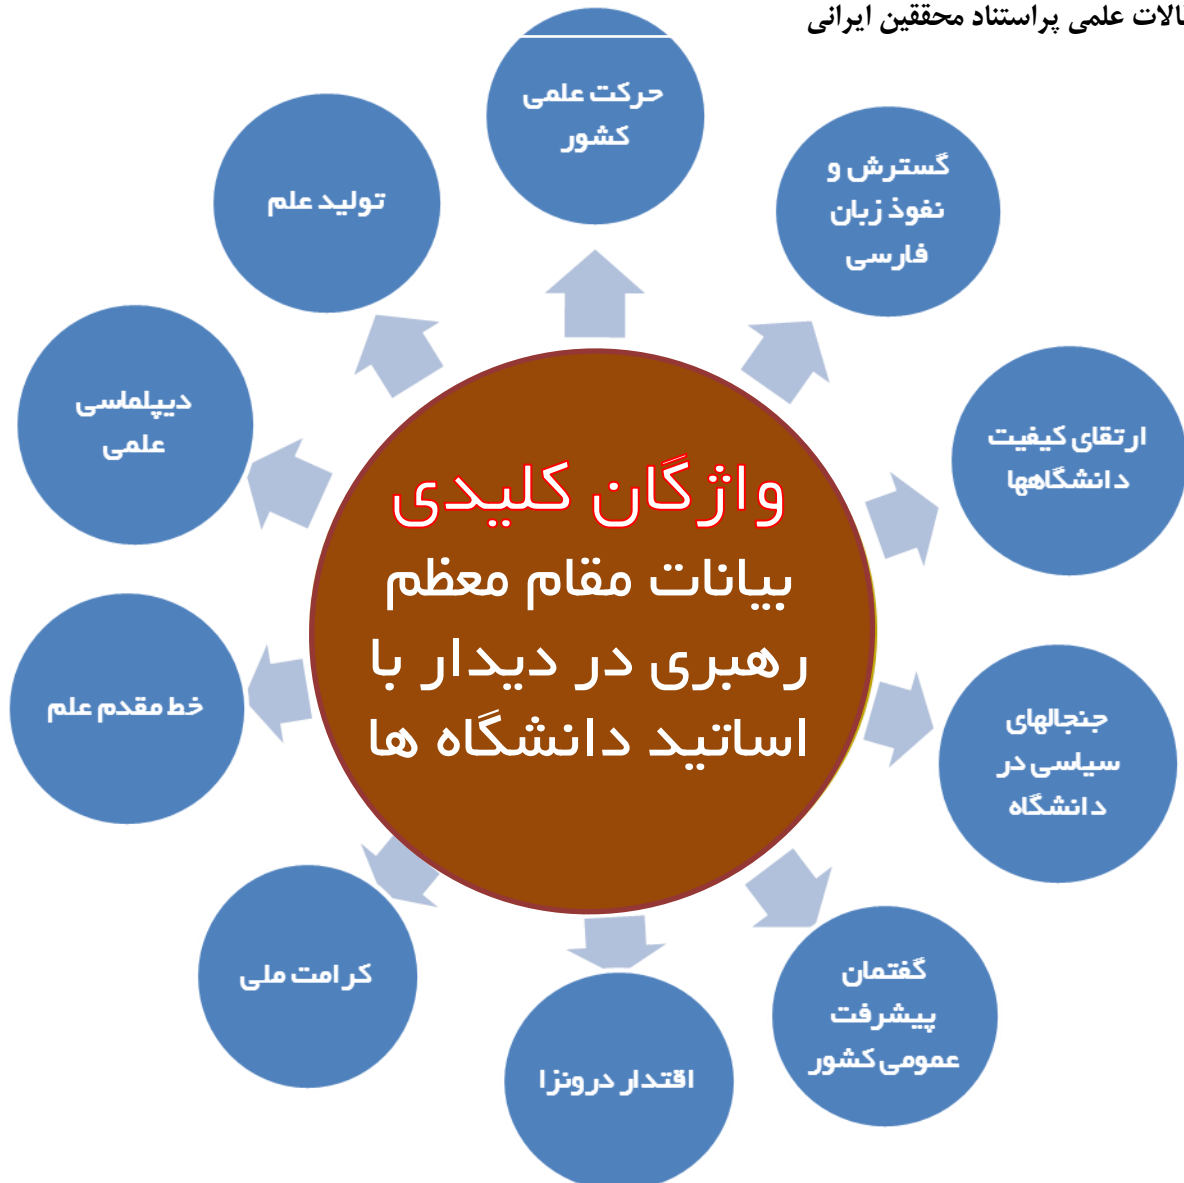 علمی پراستناد محققین ایرانی
حرکت علمی
کشور
گسترش و
نفوذ زبان
فارسی
ارتقای کیفیت
دانشگاهها
جنجالهای
سیاسی در
دانشگاه
گفتمان
پیشرفت
عمومی کشور
اقتدار درونزا
کرامت ملی
خط مقدم علم
دیپلماسی
علمی
تولید علم
واژگان کلیدی
بیانات مقام معظم
رهبری در دیدار با
اساتید دانشگاه ها